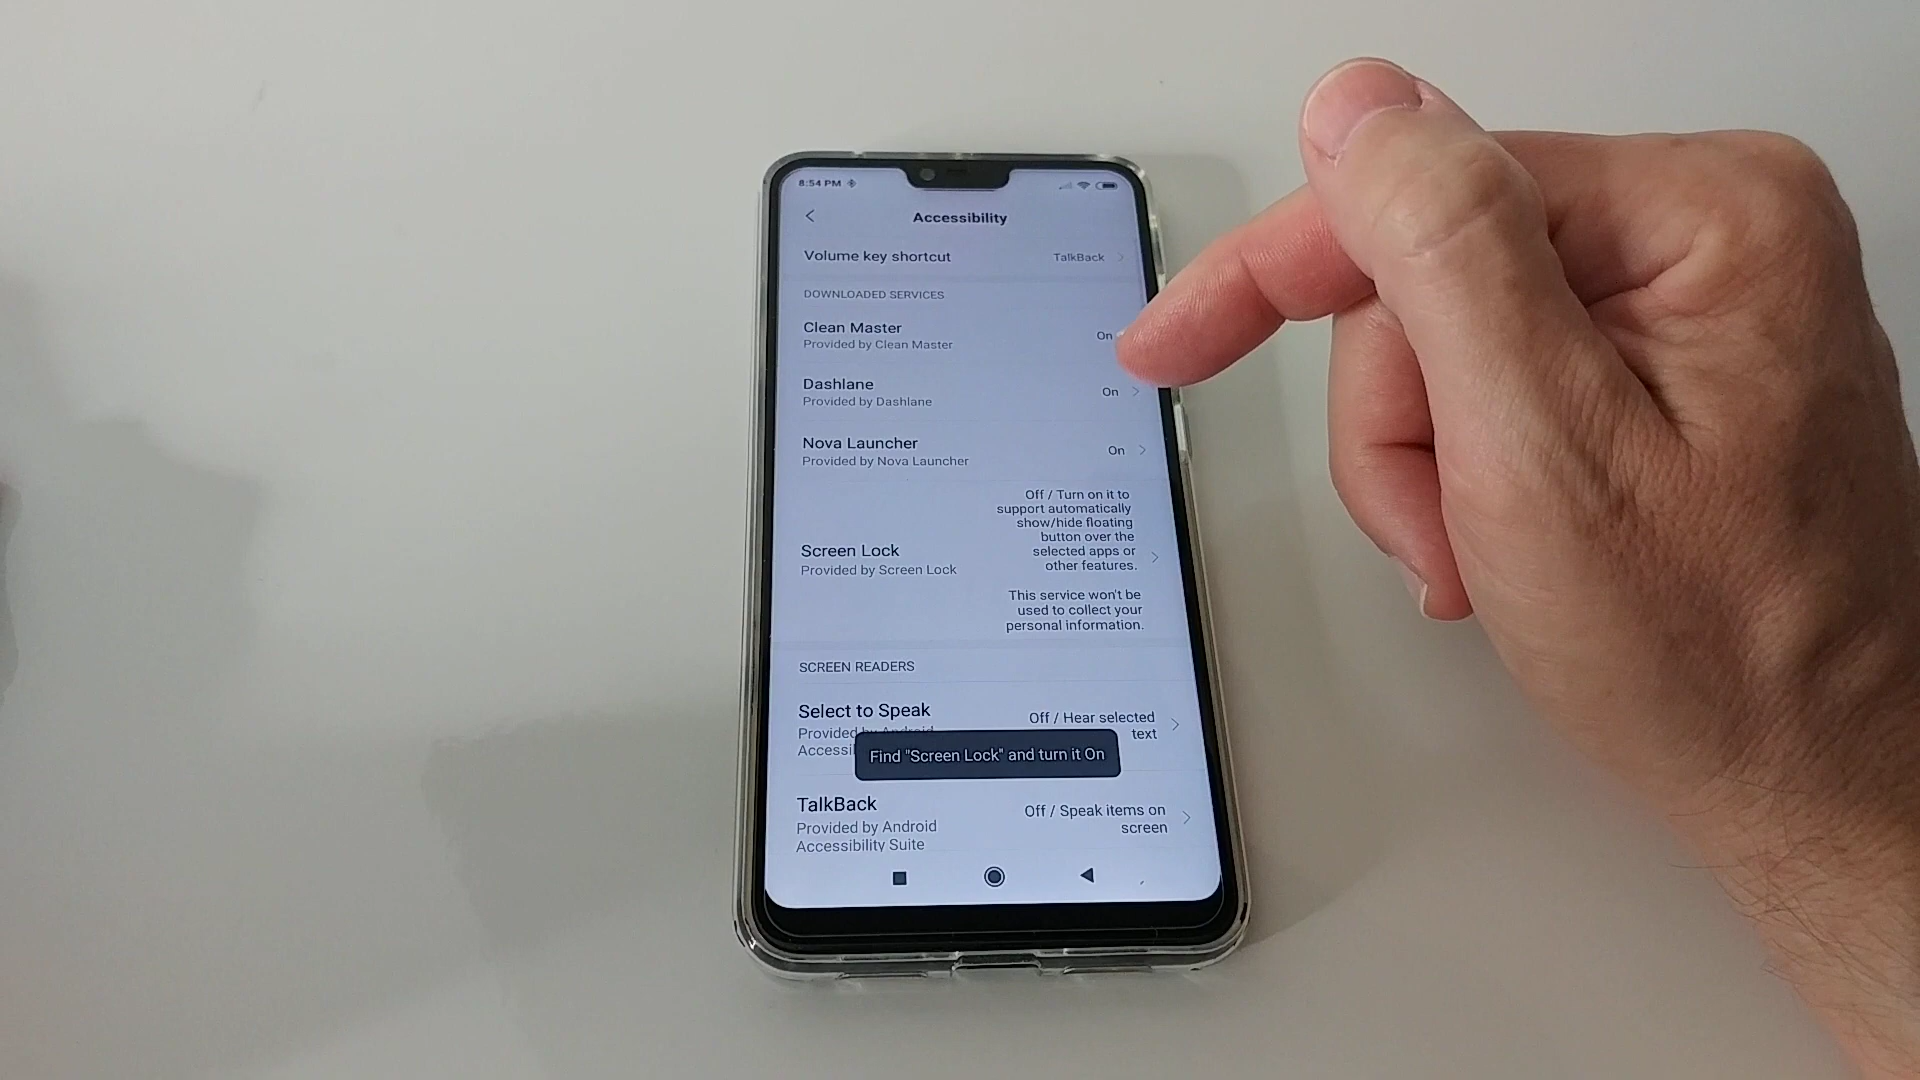 8:54 PM
Accessibility
Volume key shortcut TalkBack
DOWNLOADED SERVICES
Clean Master
Provided by Clean Master
On
Dashlane
Provided by Dashlane
On
Nova Launcher
Provided by Nova Launcher
On
Screen Lock
Provided by Screen Lock
Off / Turn on it to
support automatically
show/hide floating
button over the
selected apps or
other features.
This service won't be
used to collect your
personal information.
SCREEN READERS
Select to Speak
Provided by Android
Accessi
Off / Hear selected
text
Find "Screen Lock" and turn it On
TalkBack
Provided by Android
Accessibility Suite
Off / Speak items on
screen